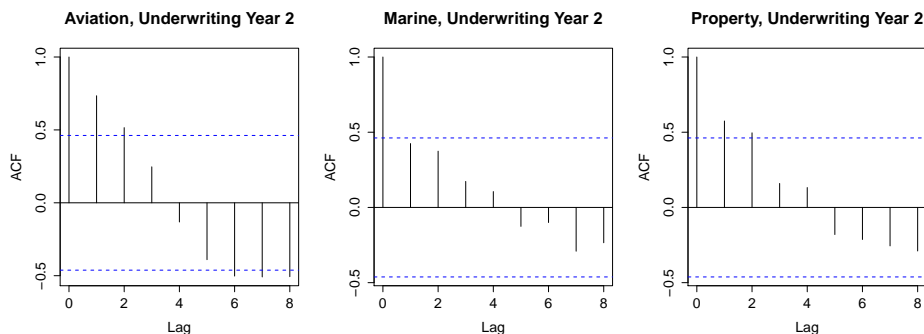 Aviation, Underwriting Year 2
ACF
1.0
0.5
0.0
−0.5
0 2 4 6 8
Lag
Marine, Underwriting Year 2
ACF
1.0
0.5
0.0
−0.5
0 2 4 6 8
Lag
Property, Underwriting Year 2
ACF
1.0
0.5
0.0
−0.5
0 2 4 6 8
Lag